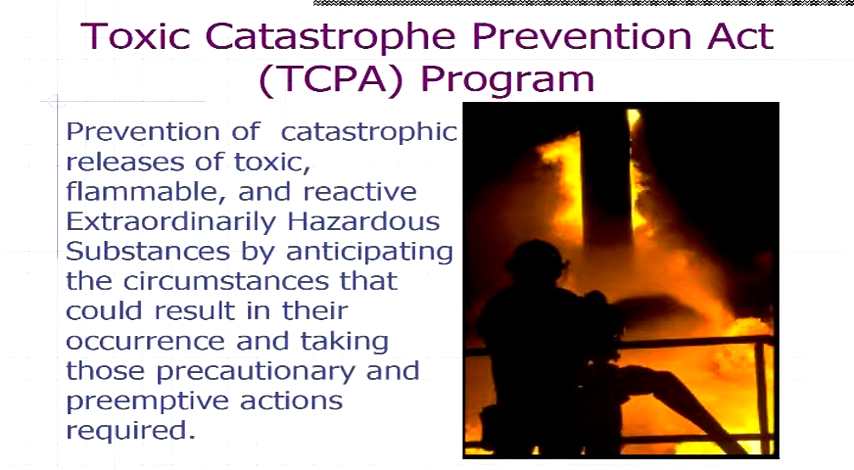 Toxic Catastrophe Prevention Act
(TCPA) Program
Prevention of catastrophic
releases of toxic,
flammable, and reactive
Extraordinarily Hazardous
Substances by anticipating
the circumstances that
could result in their
occurrence and taking
those precautionary and
preemptive actions
required.